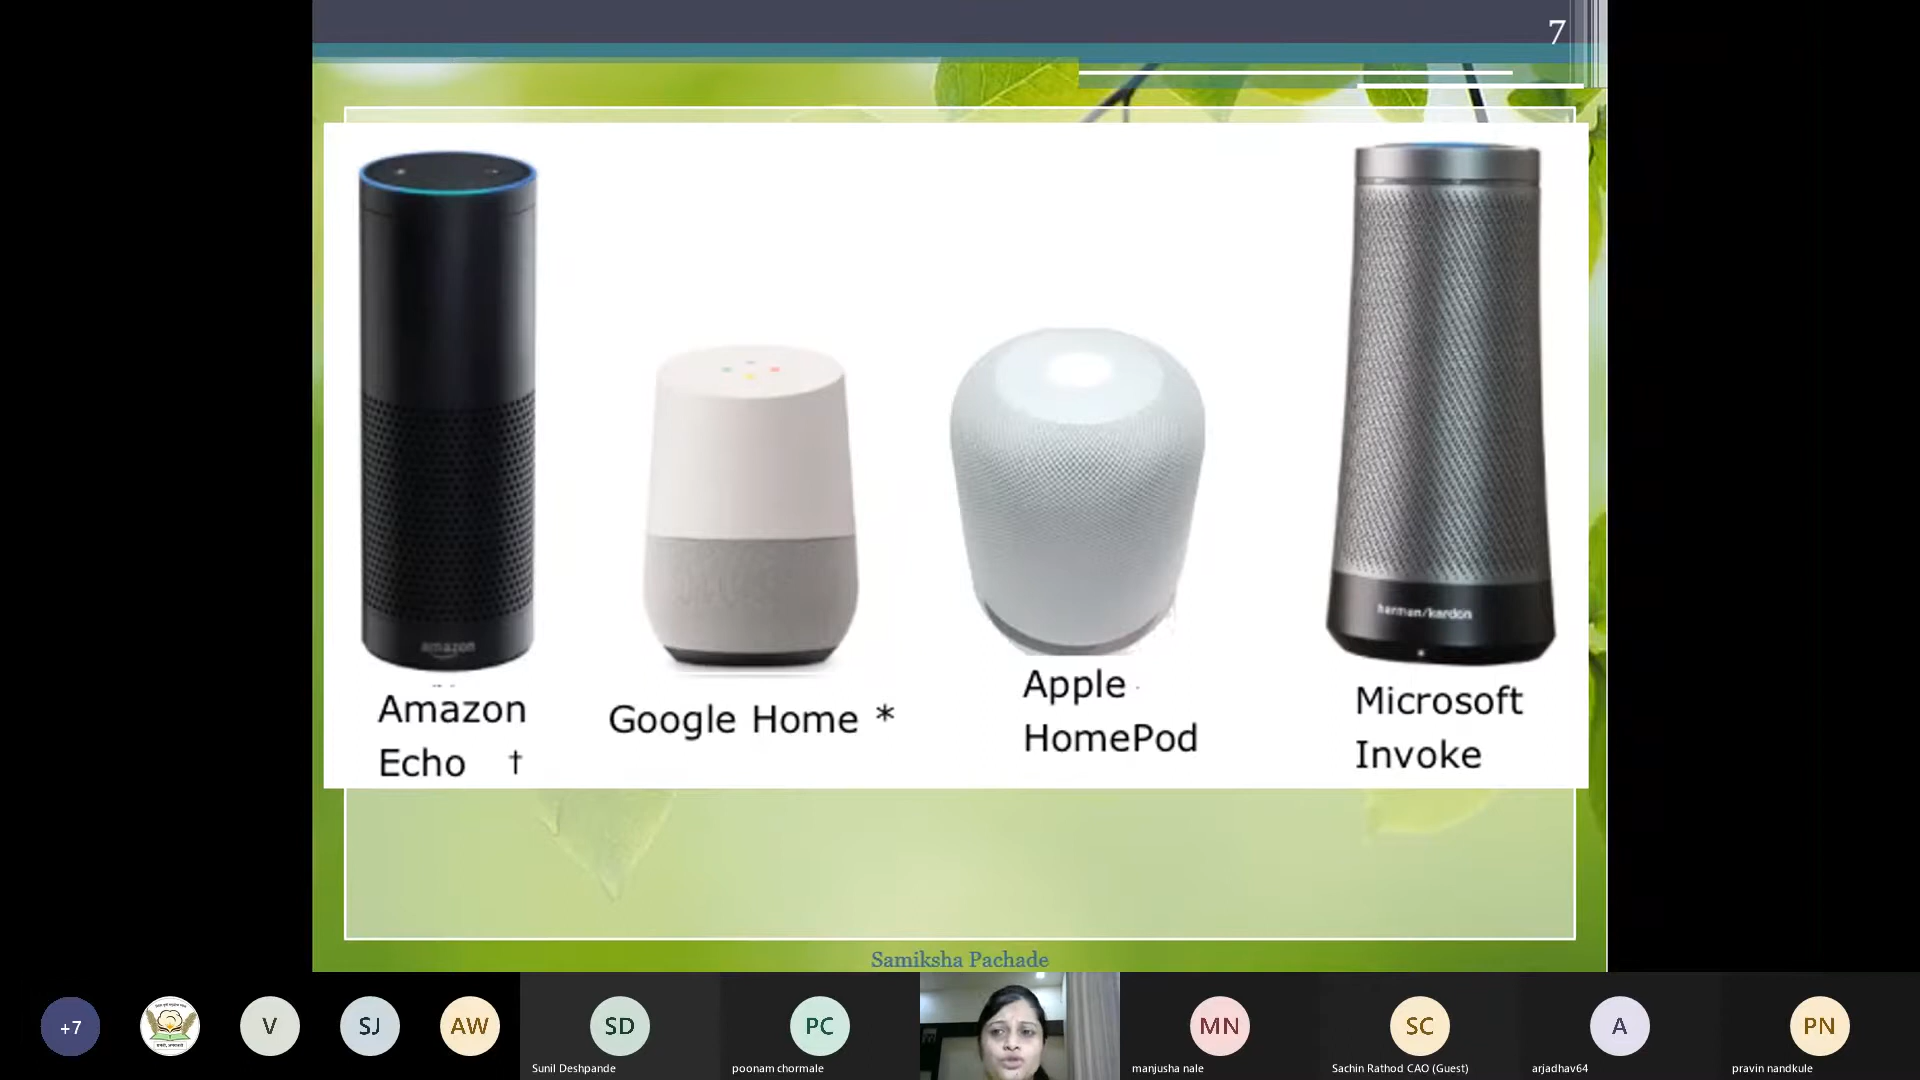 7
amazon
harman/kardon
Amazon
Echo †
Google Home *
Apple
HomePod
Microsoft
Invoke
Samiksha Pachade
+7
V
SJ
AW
SD
PC
MN
SC
A
PN
Sunil Deshpande
poonam chormale
manjusha nale
Sachin Rathod CAO (Guest)
arjadhav64
pravin nandkule